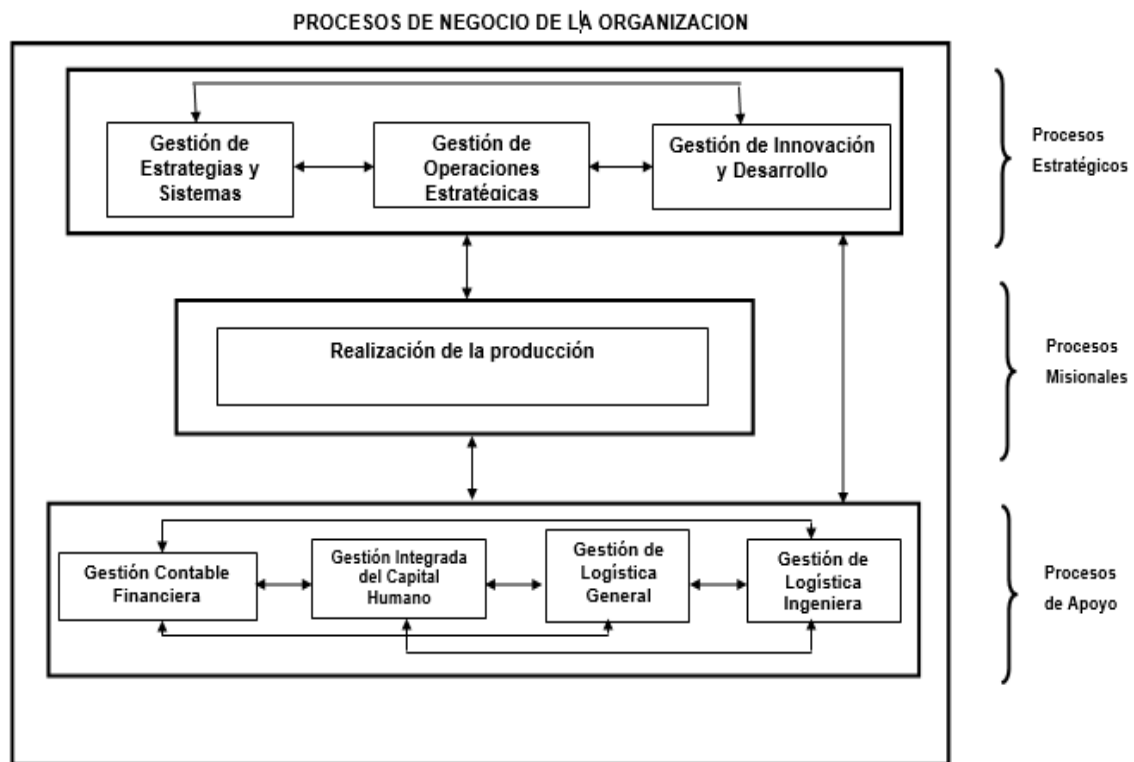 PROCESOS DE NEGOCIO DE LA ORGANIZACION
Gestión de
Estrategias y
Sistemas
Gestión de
Operaciones
Estratégicas
Gestión de Innovación
y Desarrollo
Procesos
Estratégicos
Realización de la producción
Procesos
Misionales
Gestión Contable
Financiera
Gestión Integrada
del Capital
Humano
Gestión de
Logística
General
Gestión de
Logística
Ingeniera
Procesos
de Apoyo